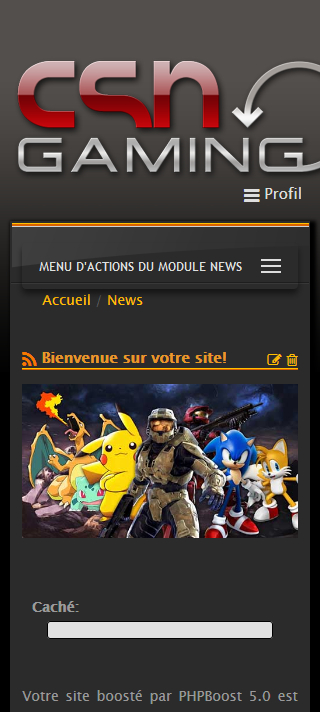 csn
GAMING
Profil
MENU D'ACTIONS DU MODULE NEWS
Accueil / News
Bienvenue sur votre site!
Caché:
Votre site boosté par PHPBoost 5.0 est